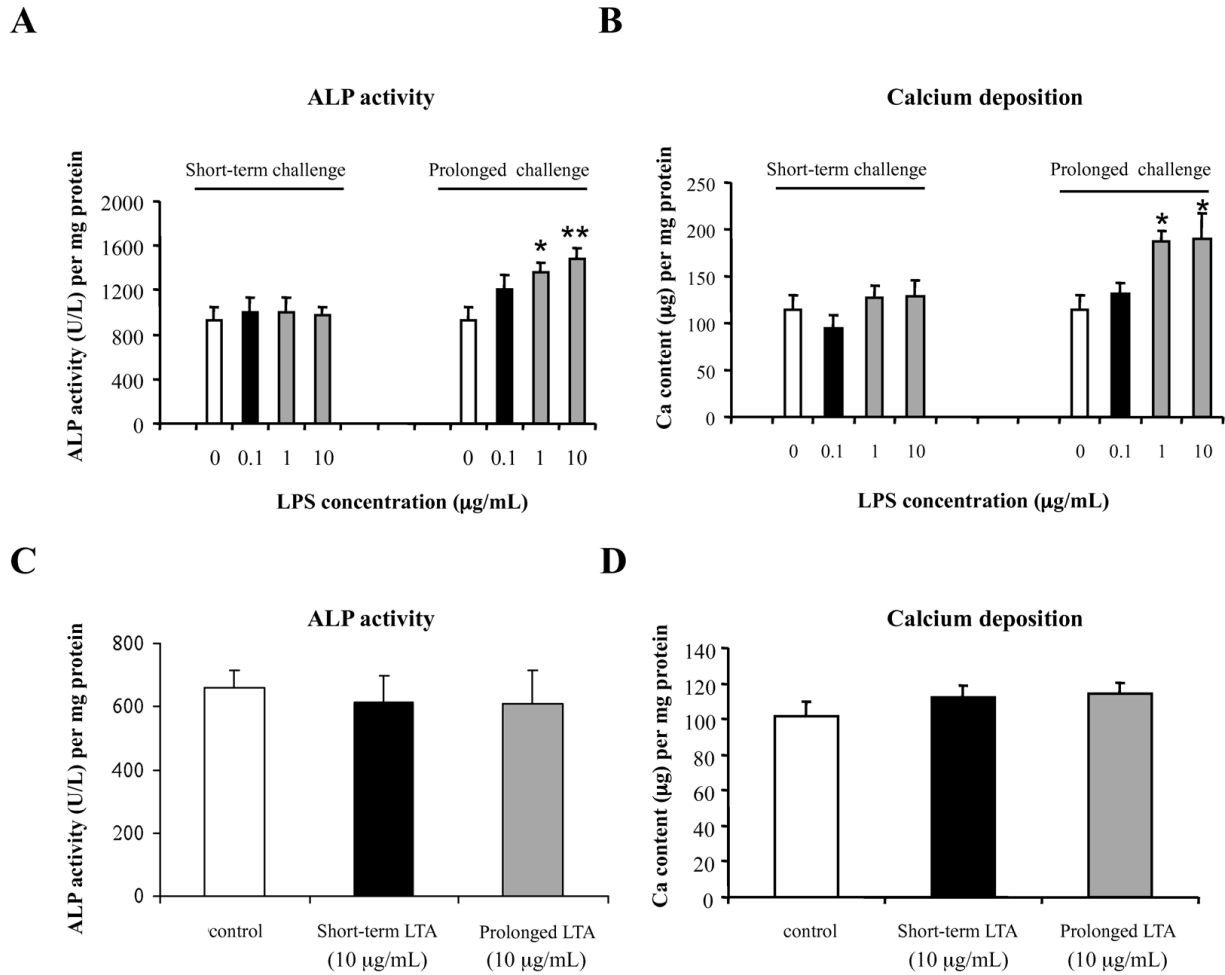 A
ALP activity
Short-term challenge
Prolonged challenge
ALP activity (U/L) per mg protein
2000
1600
1200
800
400
0
*
**
0 0.1 1 10
0 0.1 1 10
LPS concentration (μg/mL)
B
Calcium deposition
Short-term challenge
Prolonged challenge
Ca content (μg) per mg protein
250
200
150
100
50
0
*
*
0 0.1 1 10
0 0.1 1 10
LPS concentration (μg/mL)
C
ALP activity
ALP activity (U/L) per mg protein
800
600
400
200
0
control
Short-term LTA
(10 μg/mL)
Prolonged LTA
(10 μg/mL)
D
Calcium deposition
Ca content (μg) per mg protein
140
120
100
80
60
40
20
0
control
Short-term LTA
(10 μg/mL)
Prolonged LTA
(10 μg/mL)